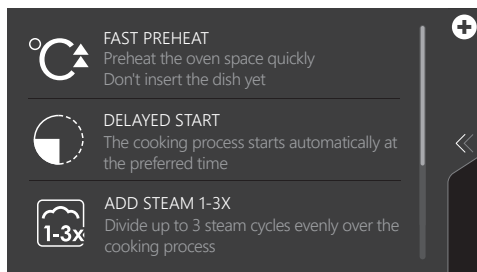 FAST PREHEAT
Preheat the oven space quickly
Don't insert the dish yet
DELAYED START
The cooking process starts automatically at
the preferred time
ADD STEAM 1-3X
1-3x
Divide up to 3 steam cycles evenly over the
cooking process